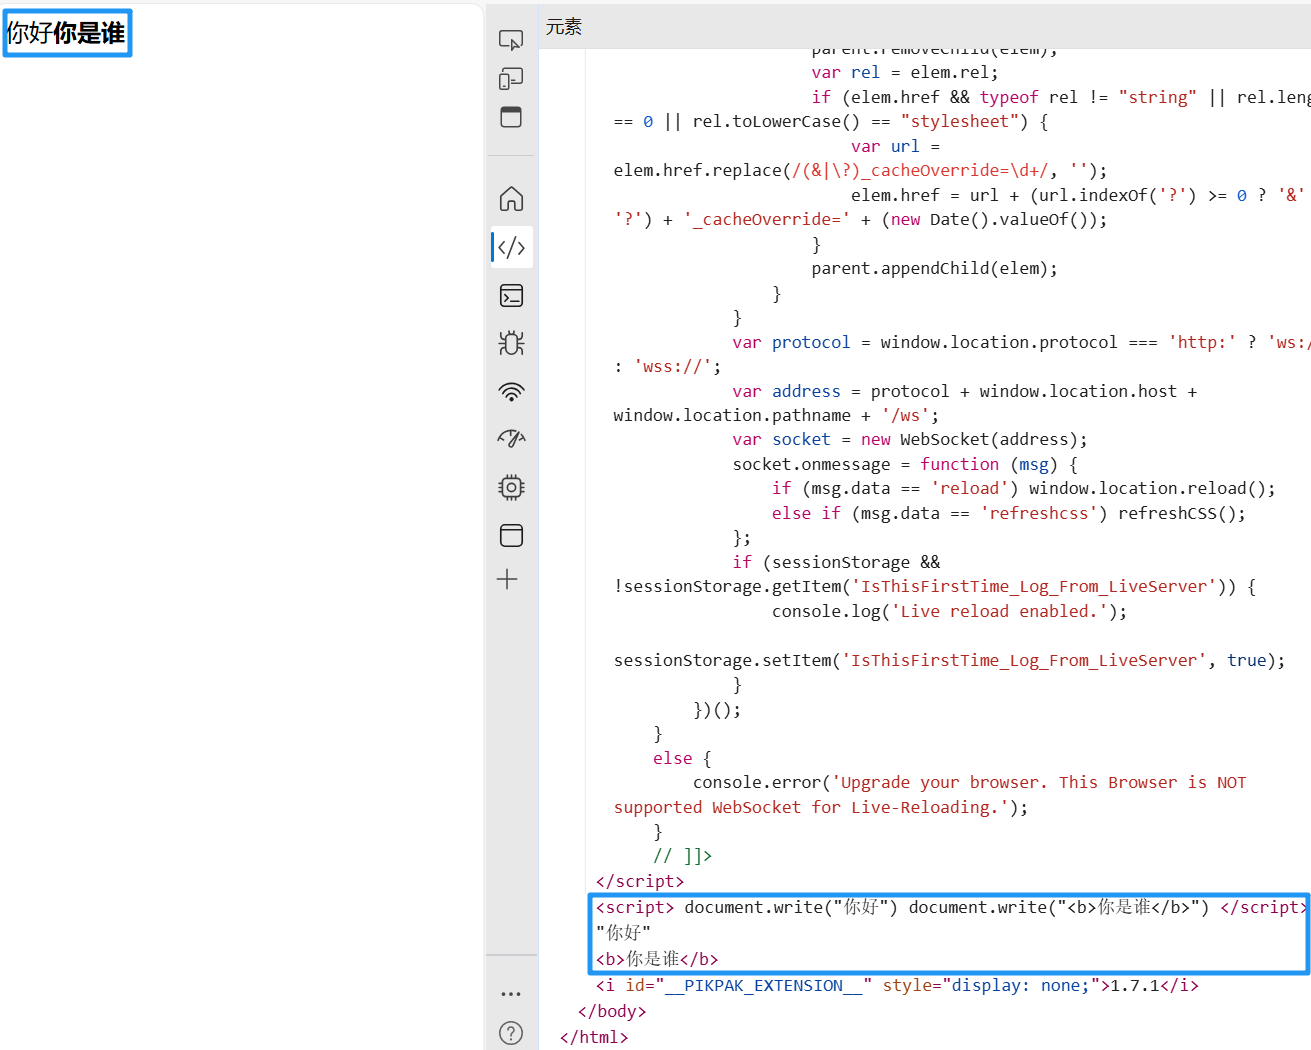 你好你是谁
元素
parent.removeChild(elem);
var rel = elem.rel;
if (elem.href && typeof rel != "string" || rel.leng
== 0 || rel.toLowerCase() == "stylesheet") {
var url =
elem.href.replace(/(&|\?)_cacheOverride=\d+/, '');
elem.href = url + (url.indexOf('?') >= 0 ? '&'
'?') + '_cacheOverride=' + (new Date().valueOf());
}
parent.appendChild(elem);
}
}
var protocol = window.location.protocol === 'http:' ? 'ws:/
: 'wss://';
var address = protocol + window.location.host +
window.location.pathname + '/ws';
var socket = new WebSocket(address);
socket.onmessage = function (msg) {
if (msg.data == 'reload') window.location.reload();
else if (msg.data == 'refreshcss') refreshCSS();
};
if (sessionStorage &&
!sessionStorage.getItem('IsThisFirstTime_Log_From_LiveServer')) {
console.log('Live reload enabled.');
sessionStorage.setItem('IsThisFirstTime_Log_From_LiveServer', true);
}
})();
}
else {
console.error('Upgrade your browser. This Browser is NOT
supported WebSocket for Live-Reloading.');
}
// ]]>
</script>
<script> document.write("你好") document.write("<b>你是谁</b>") </script>
"你好"
<b>你是谁</b>
<i id="__PIKPAK_EXTENSION__" style="display: none;">1.7.1</i>
</body>
</html>